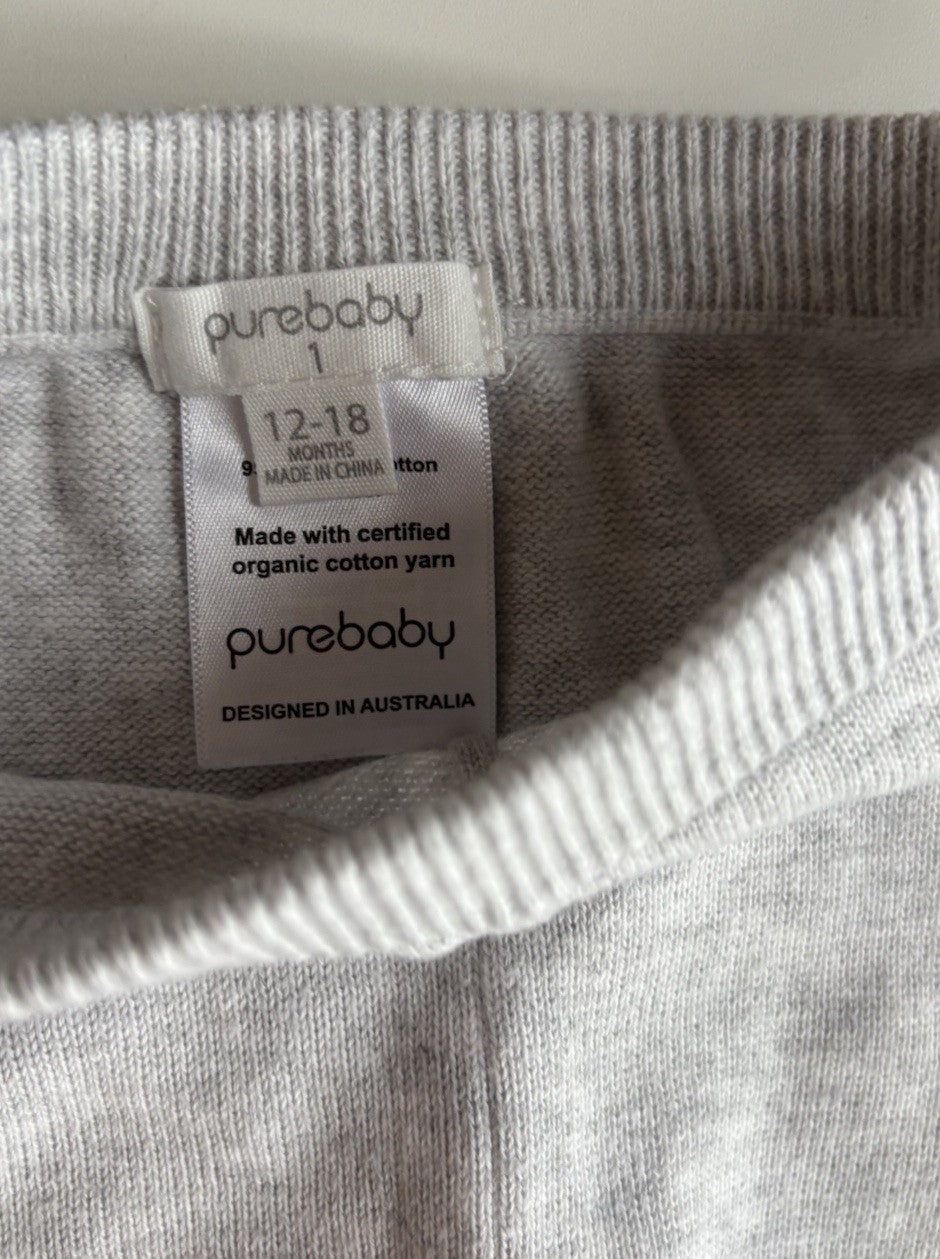 purebaby
1
12-18
MONTHS
MADE IN CHINA
Made with certified
organic cotton yarn
purebaby
DESIGNED IN AUSTRALIA